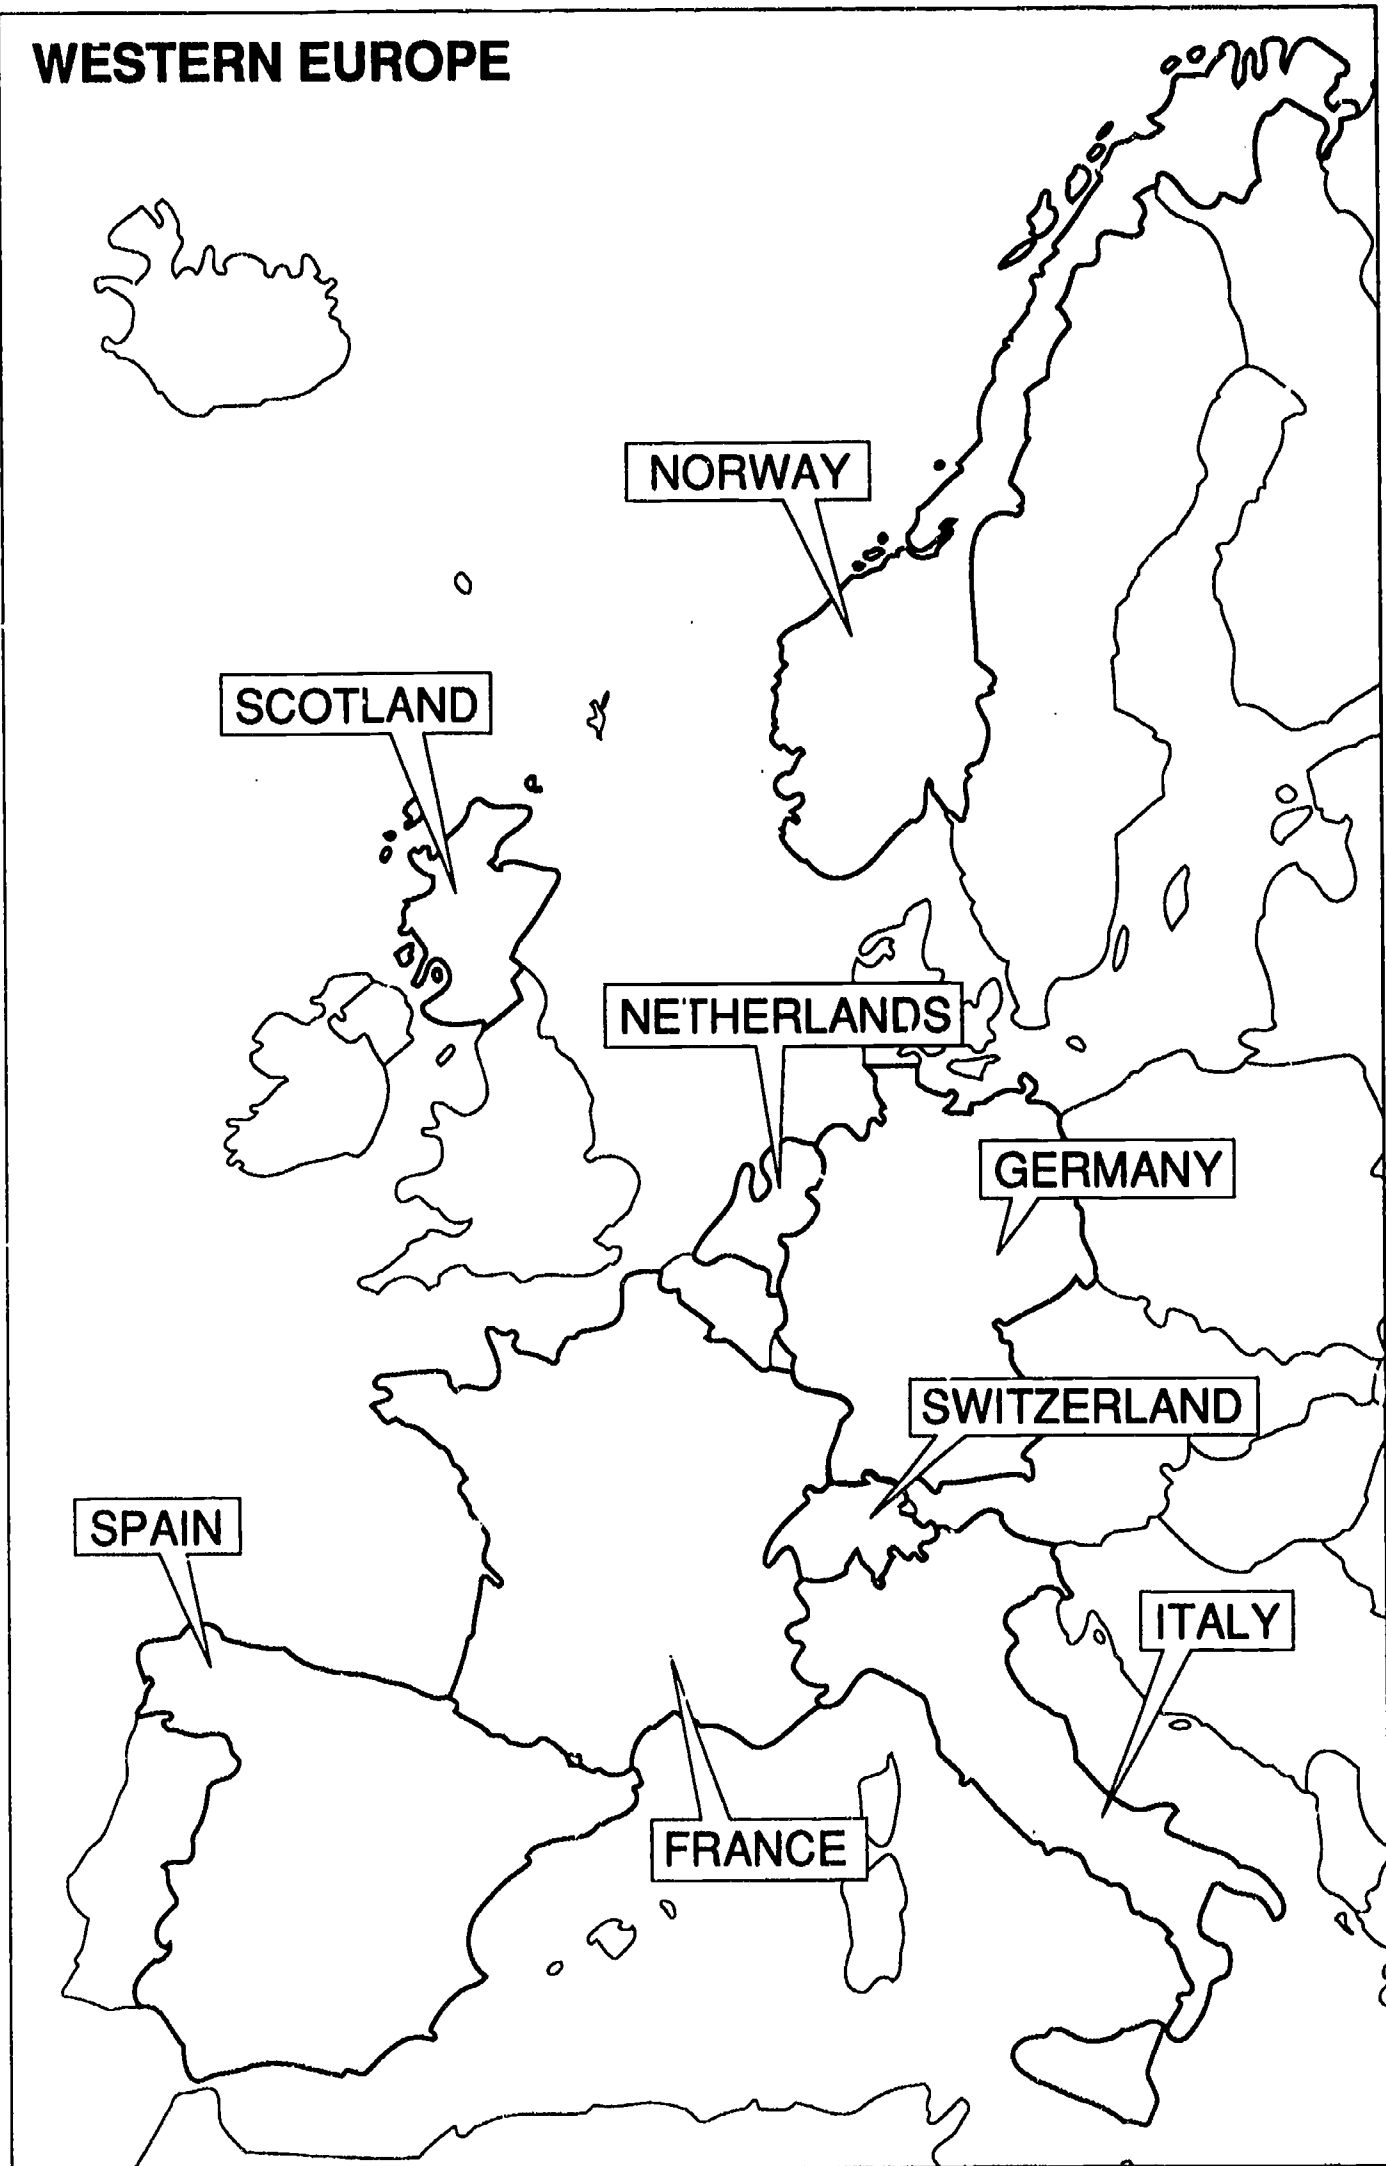 WESTERN EUROPE
NORWAY
SCOTLAND
NETHERLANDS
GERMANY
SWITZERLAND
SPAIN
ITALY
FRANCE